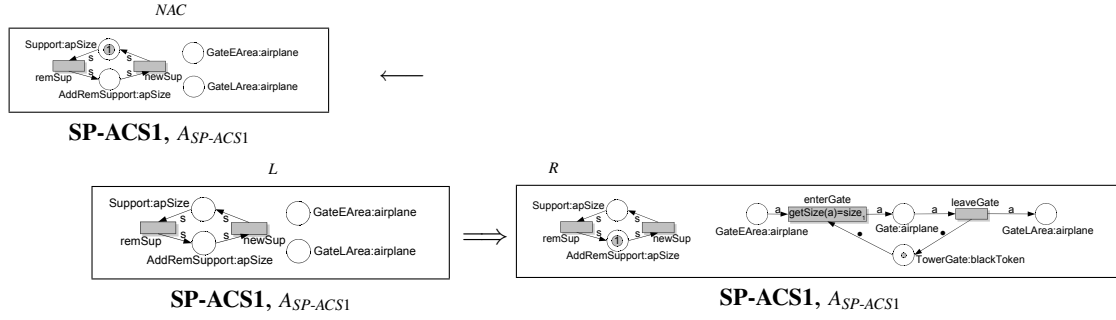 NAC
Support:apSize
1
s s
GateEArea:airplane
remSup
s s
newSup
GateLArea:airplane
AddRemSupport:apSize
←
SP-ACS1, A_SP-ACS1
L
Support:apSize
s s
GateEArea:airplane
remSup
s s
newSup
GateLArea:airplane
AddRemSupport:apSize
SP-ACS1, A_SP-ACS1
⟹
R
Support:apSize
s s
remSup
s s
newSup
1
AddRemSupport:apSize
enterGate
leaveGate
a
getSize(a)=size
a a a
GateEArea:airplane
Gate:airplane
GateLArea:airplane
TowerGate:blackToken
SP-ACS1, A_SP-ACS1